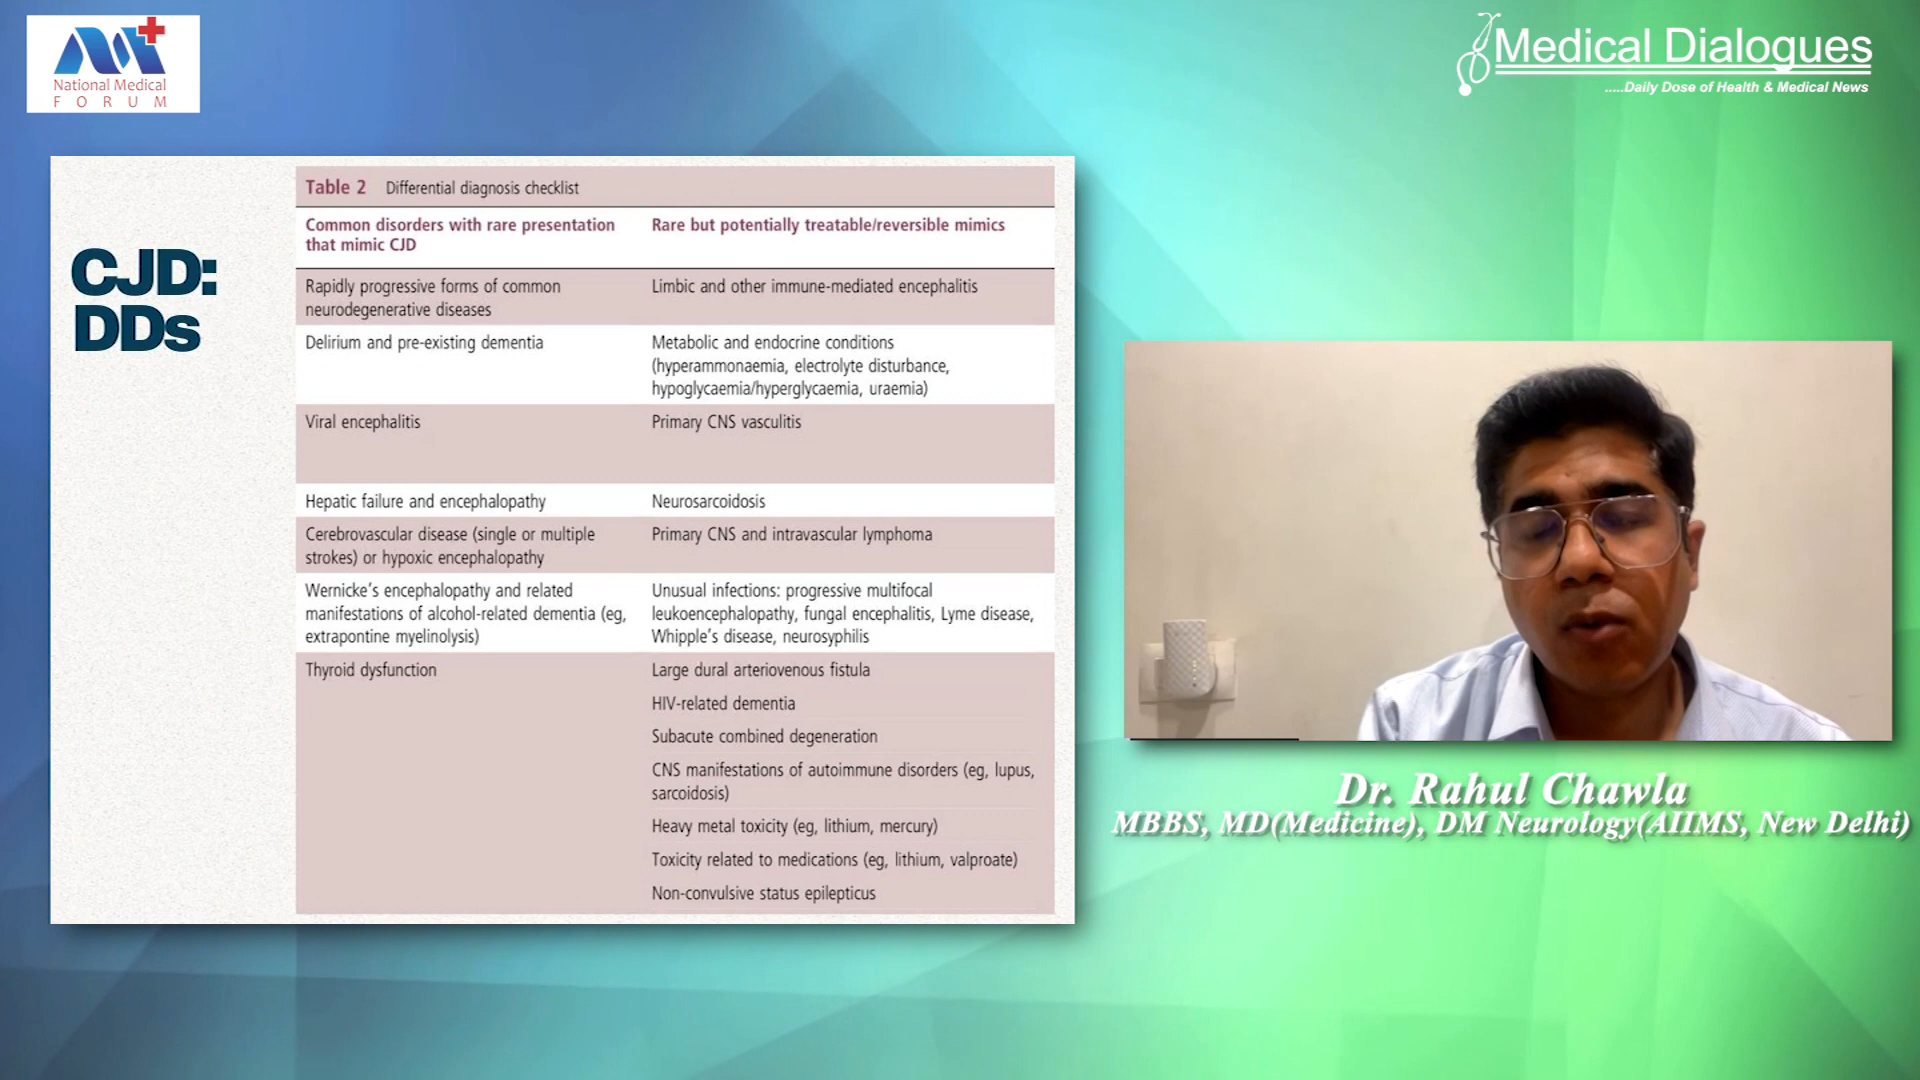 National Medical
FORUM
Medical Dialogues
.....Daily Dose of Health & Medical News
CJD:
DDs
Table 2 Differential diagnosis checklist
Common disorders with rare presentation
that mimic CJD
Rare but potentially treatable/reversible mimics
Rapidly progressive forms of common
neurodegenerative diseases
Limbic and other immune-mediated encephalitis
Delirium and pre-existing dementia
Metabolic and endocrine conditions
(hyperammonaemia, electrolyte disturbance,
hypoglycaemia/hyperglycaemia, uraemia)
Viral encephalitis
Primary CNS vasculitis
Hepatic failure and encephalopathy
Neurosarcoidosis
Cerebrovascular disease (single or multiple
strokes) or hypoxic encephalopathy
Primary CNS and intravascular lymphoma
Wernicke's encephalopathy and related
manifestations of alcohol-related dementia (eg,
extrapontine myelinolysis)
Unusual infections: progressive multifocal
leukoencephalopathy, fungal encephalitis, Lyme disease,
Whipple's disease, neurosyphilis
Thyroid dysfunction
Large dural arteriovenous fistula
HIV-related dementia
Subacute combined degeneration
CNS manifestations of autoimmune disorders (eg, lupus,
sarcoidosis)
Heavy metal toxicity (eg, lithium, mercury)
Toxicity related to medications (eg, lithium, valproate)
Non-convulsive status epilepticus
Dr. Rahul Chawla
MBBS, MD(Medicine), DM Neurology(AIIMS, New Delhi)